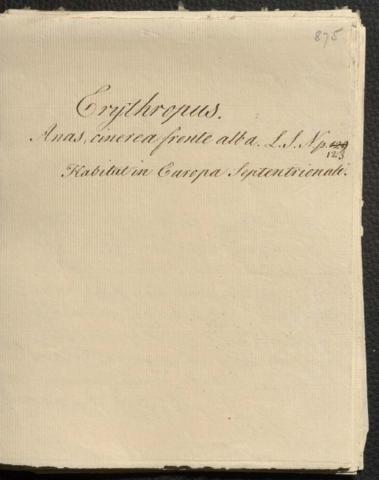 875
Erythropus.
Anas, cinerea fronte alba. L. S. N p.
123
Habitat in Europa Septentrionali.